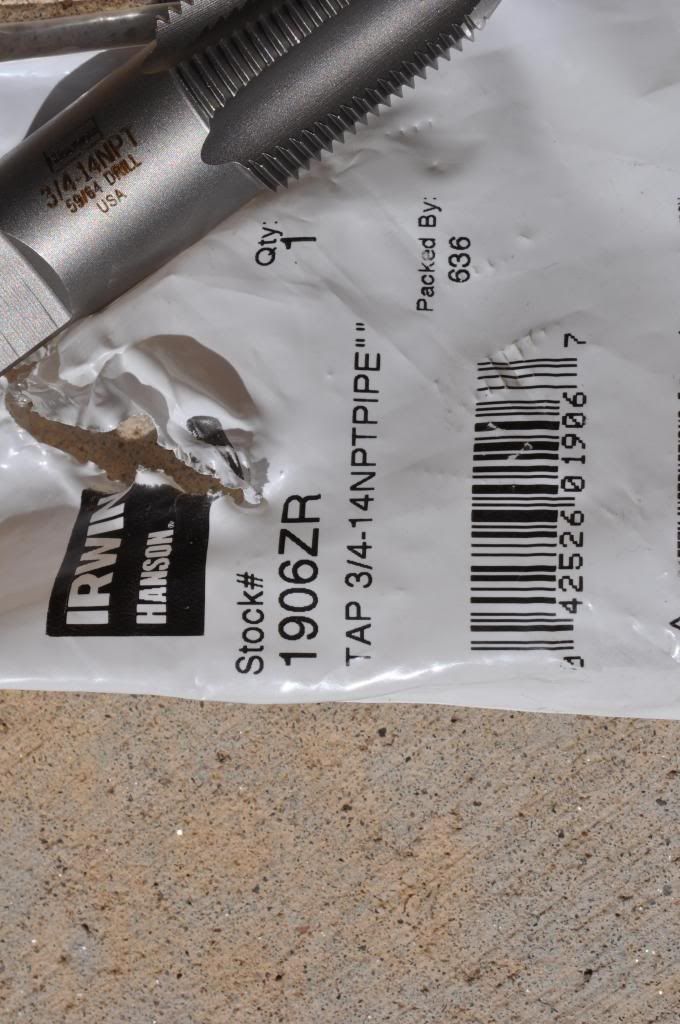 3/4-14NPT
59/64 DRILL
USA
IRWIN
HANSON®
Stock#
1906ZR
Qty:
1
TAP 3/4-14NPTPIPE""
Packed By:
636
42526 01906 7